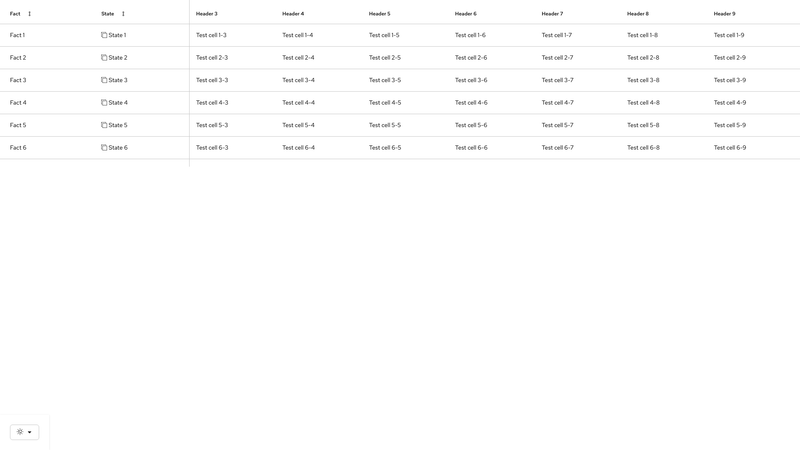 Fact State Header 3 Header 4 Header 5 Header 6 Header 7 Header 8 Header 9
Fact 1 State 1 Test cell 1-3 Test cell 1-4 Test cell 1-5 Test cell 1-6 Test cell 1-7 Test cell 1-8 Test cell 1-9
Fact 2 State 2 Test cell 2-3 Test cell 2-4 Test cell 2-5 Test cell 2-6 Test cell 2-7 Test cell 2-8 Test cell 2-9
Fact 3 State 3 Test cell 3-3 Test cell 3-4 Test cell 3-5 Test cell 3-6 Test cell 3-7 Test cell 3-8 Test cell 3-9
Fact 4 State 4 Test cell 4-3 Test cell 4-4 Test cell 4-5 Test cell 4-6 Test cell 4-7 Test cell 4-8 Test cell 4-9
Fact 5 State 5 Test cell 5-3 Test cell 5-4 Test cell 5-5 Test cell 5-6 Test cell 5-7 Test cell 5-8 Test cell 5-9
Fact 6 State 6 Test cell 6-3 Test cell 6-4 Test cell 6-5 Test cell 6-6 Test cell 6-7 Test cell 6-8 Test cell 6-9